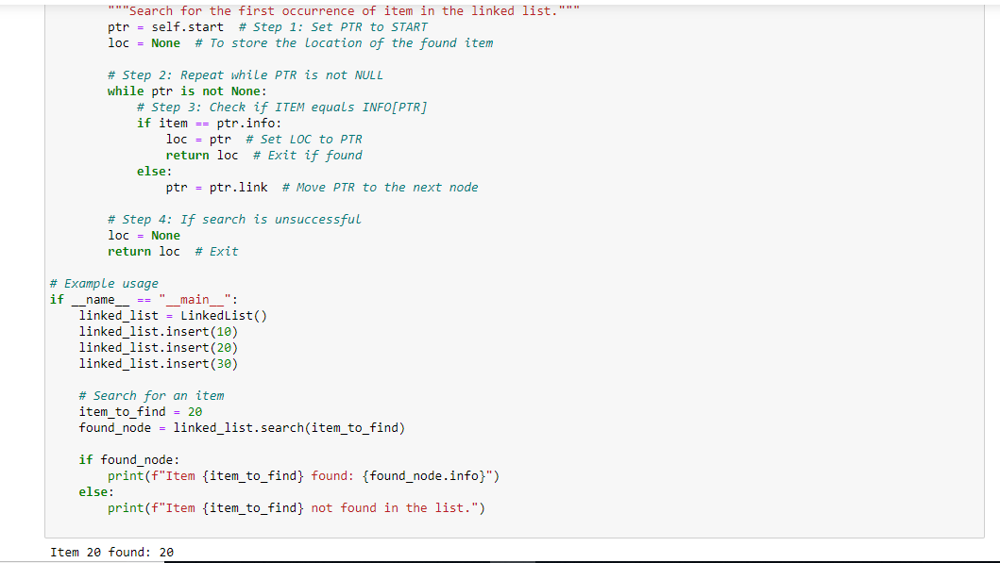 """Search for the first occurrence of item in the linked list."""
ptr = self.start  # Step 1: Set PTR to START
loc = None  # To store the location of the found item
# Step 2: Repeat while PTR is not NULL
while ptr is not None:
# Step 3: Check if ITEM equals INFO[PTR]
if item == ptr.info:
loc = ptr  # Set LOC to PTR
return loc  # Exit if found
else:
ptr = ptr.link  # Move PTR to the next node
# Step 4: If search is unsuccessful
loc = None
return loc  # Exit
# Example usage
if __name__ == "__main__":
linked_list = LinkedList()
linked_list.insert(10)
linked_list.insert(20)
linked_list.insert(30)
# Search for an item
item_to_find = 20
found_node = linked_list.search(item_to_find)
if found_node:
print(f"Item {item_to_find} found: {found_node.info}")
else:
print(f"Item {item_to_find} not found in the list.")
Item 20 found: 20